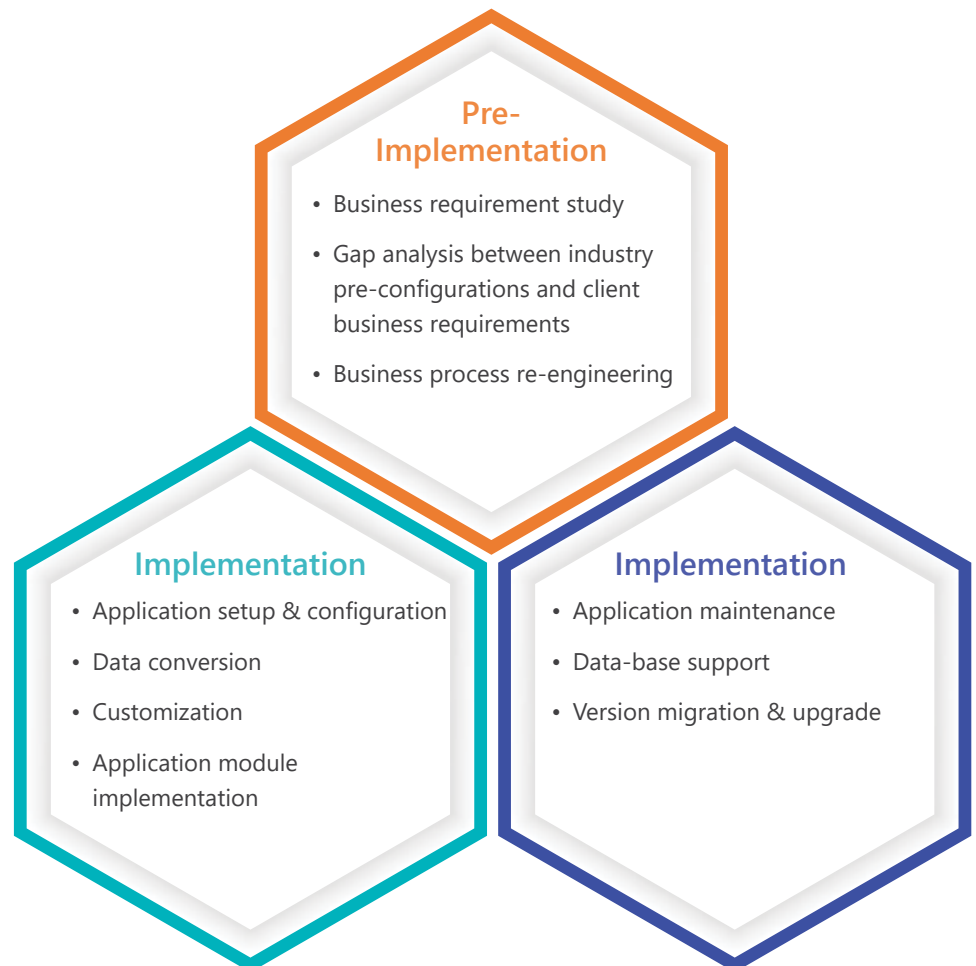 Pre-
Implementation
• Business requirement study
• Gap analysis between industry
pre-configurations and client
business requirements
• Business process re-engineering
Implementation
• Application setup & configuration
• Data conversion
• Customization
• Application module
implementation
Implementation
• Application maintenance
• Data-base support
• Version migration & upgrade